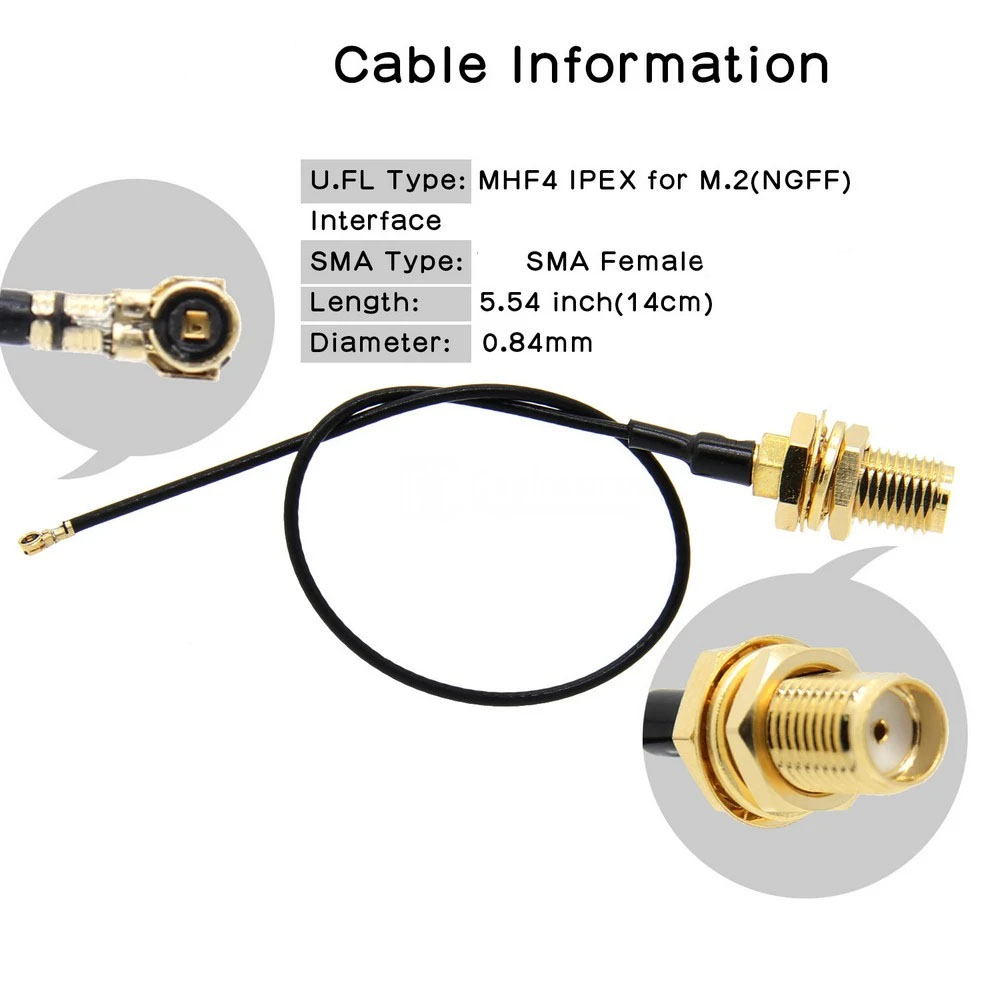 Cable Information
U.FL Type: MHF4 IPEX for M.2(NGFF)
Interface
SMA Type: SMA Female
Length: 5.54 inch(14cm)
Diameter: 0.84mm